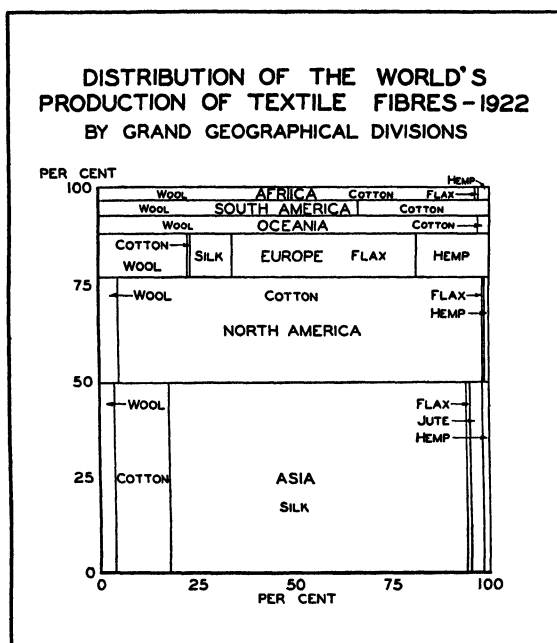 DISTRIBUTION OF THE WORLD'S
PRODUCTION OF TEXTILE FIBRES - 1922
BY GRAND GEOGRAPHICAL DIVISIONS
PER CENT
HEMP
100
WOOL AFRIICA COTTON FLAX
WOOL SOUTH AMERICA COTTON
WOOL OCEANIA COTTON
COTTON
WOOL SILK EUROPE FLAX HEMP
75
WOOL COTTON FLAX
HEMP
NORTH AMERICA
50
WOOL FLAX
JUTE
HEMP
25 COTTON ASIA
SILK
0
0 25 50 75 100
PER CENT